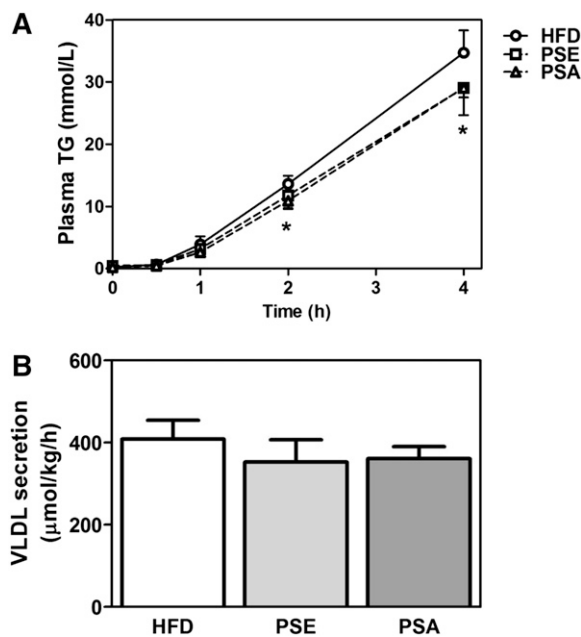 A
HFD
PSE
PSA
Plasma TG (mmol/L)
40
30
20
10
0
*
*
0
1
2
3
4
Time (h)
B
VLDL secretion
(μmol/kg/h)
600
400
200
0
HFD
PSE
PSA